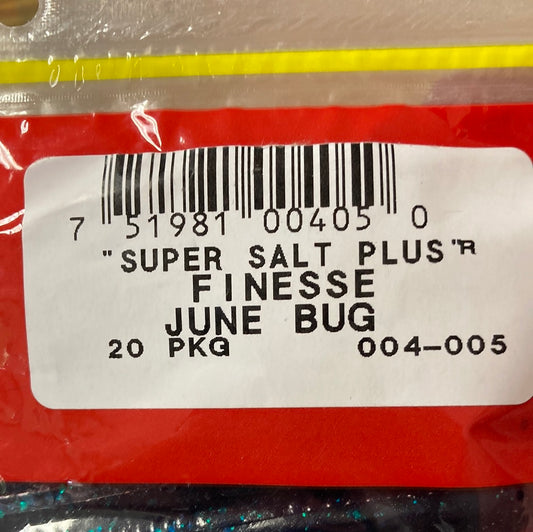 7 51981 00405 0
"SUPER SALT PLUS"R
FINESSE
JUNE BUG
20 PKG 004-005